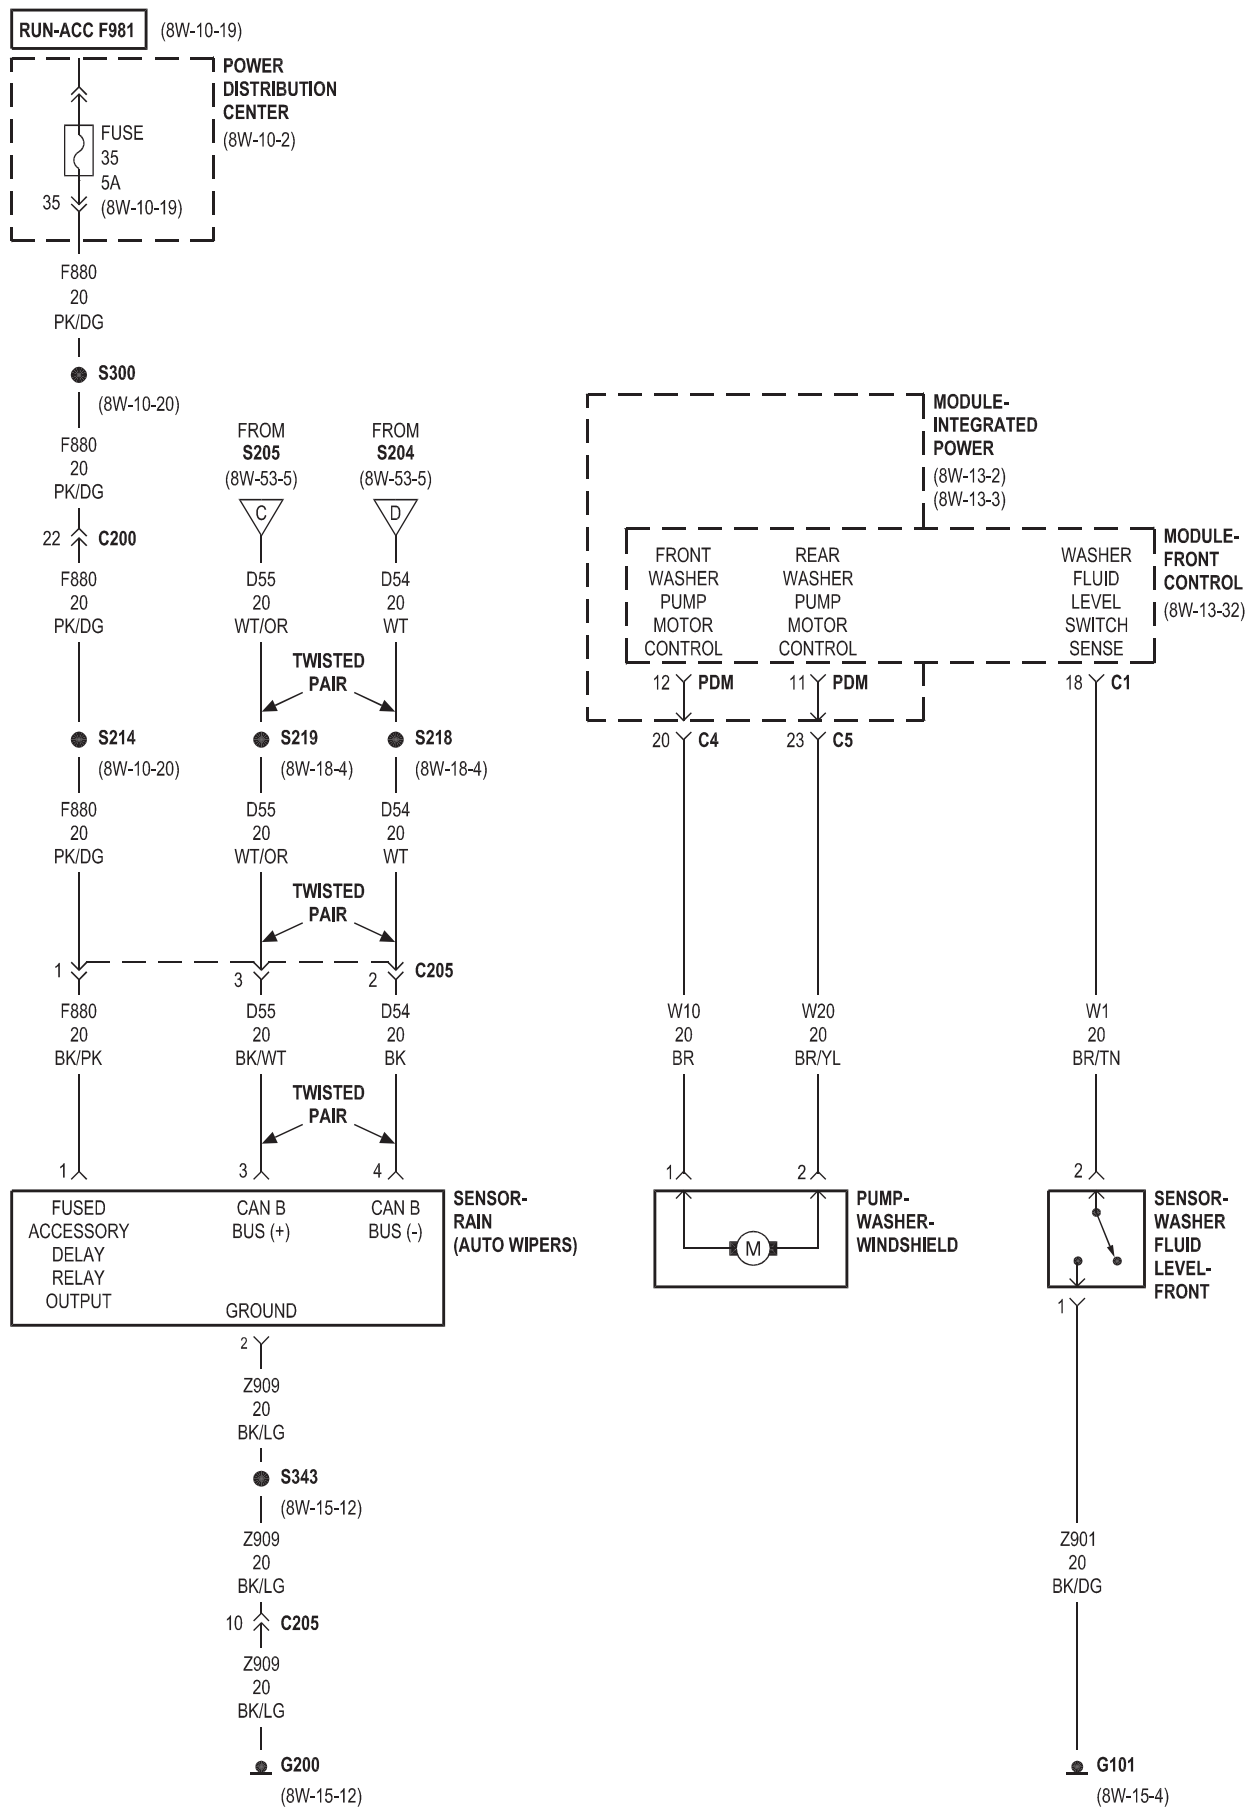 RUN-ACC F981 (8W-10-19)
POWER
DISTRIBUTION
CENTER
(8W-10-2)
FUSE
35
5A
(8W-10-19)
35
F880
20
PK/DG
S300
(8W-10-20)
F880
20
PK/DG
22
C200
F880
20
PK/DG
S214
(8W-10-20)
F880
20
PK/DG
1
F880
20
BK/PK
1
FROM
S205
(8W-53-5)
C
D55
20
WT/OR
FROM
S204
(8W-53-5)
D
D54
20
WT
TWISTED
PAIR
S219
(8W-18-4)
S218
(8W-18-4)
D55
20
WT/OR
D54
20
WT
TWISTED
PAIR
3
2
C205
D55
20
BK/WT
D54
20
BK
TWISTED
PAIR
3
4
FUSED
ACCESSORY
DELAY
RELAY
OUTPUT
CAN B
BUS (+)
CAN B
BUS (-)
GROUND
SENSOR-
RAIN
(AUTO WIPERS)
2
Z909
20
BK/LG
S343
(8W-15-12)
Z909
20
BK/LG
10
C205
Z909
20
BK/LG
G200
(8W-15-12)
MODULE-
INTEGRATED
POWER
(8W-13-2)
(8W-13-3)
MODULE-
FRONT
CONTROL
(8W-13-32)
FRONT
WASHER
PUMP
MOTOR
CONTROL
REAR
WASHER
PUMP
MOTOR
CONTROL
WASHER
FLUID
LEVEL
SWITCH
SENSE
12 PDM
11 PDM
18 C1
20 C4
23 C5
W10
20
BR
W20
20
BR/YL
W1
20
BR/TN
1
2
2
M
PUMP-
WASHER-
WINDSHIELD
SENSOR-
WASHER
FLUID
LEVEL-
FRONT
1
Z901
20
BK/DG
G101
(8W-15-4)